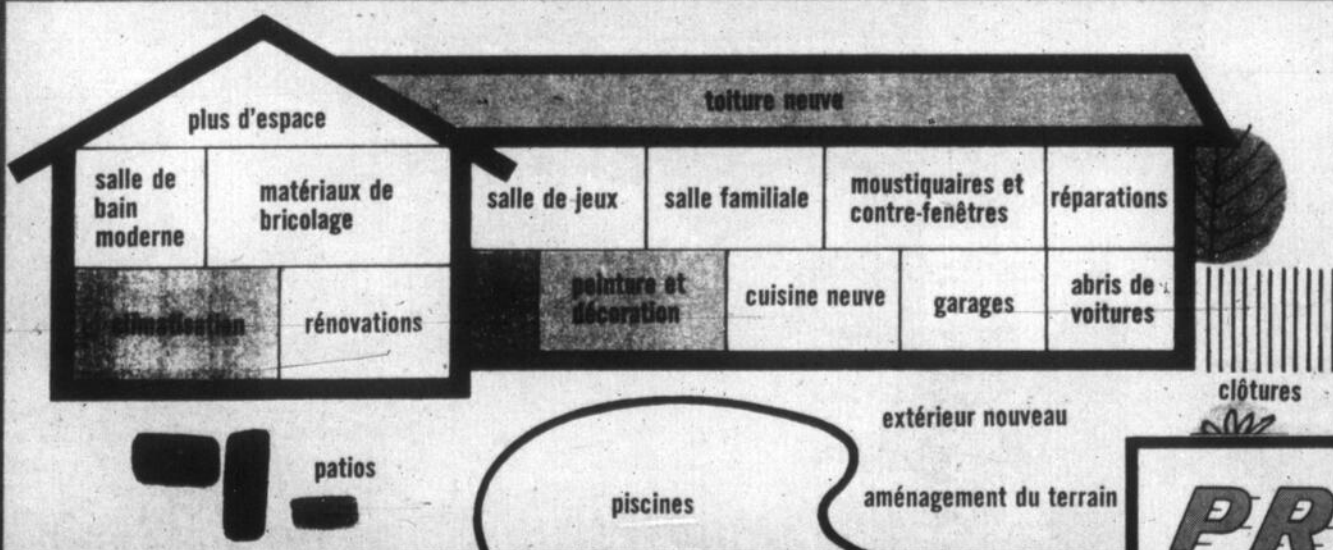 plus d'espace
toiture neuve
salle de
bain
moderne
matériaux de
bricolage
salle de jeux
salle familiale
moustiquaires et
contre-fenêtres
réparations
climatisation
rénovations
peinture et
décoration
cuisine neuve
garages
abris de
voitures
clôtures
patios
piscines
extérieur nouveau
aménagement du terrain
PR